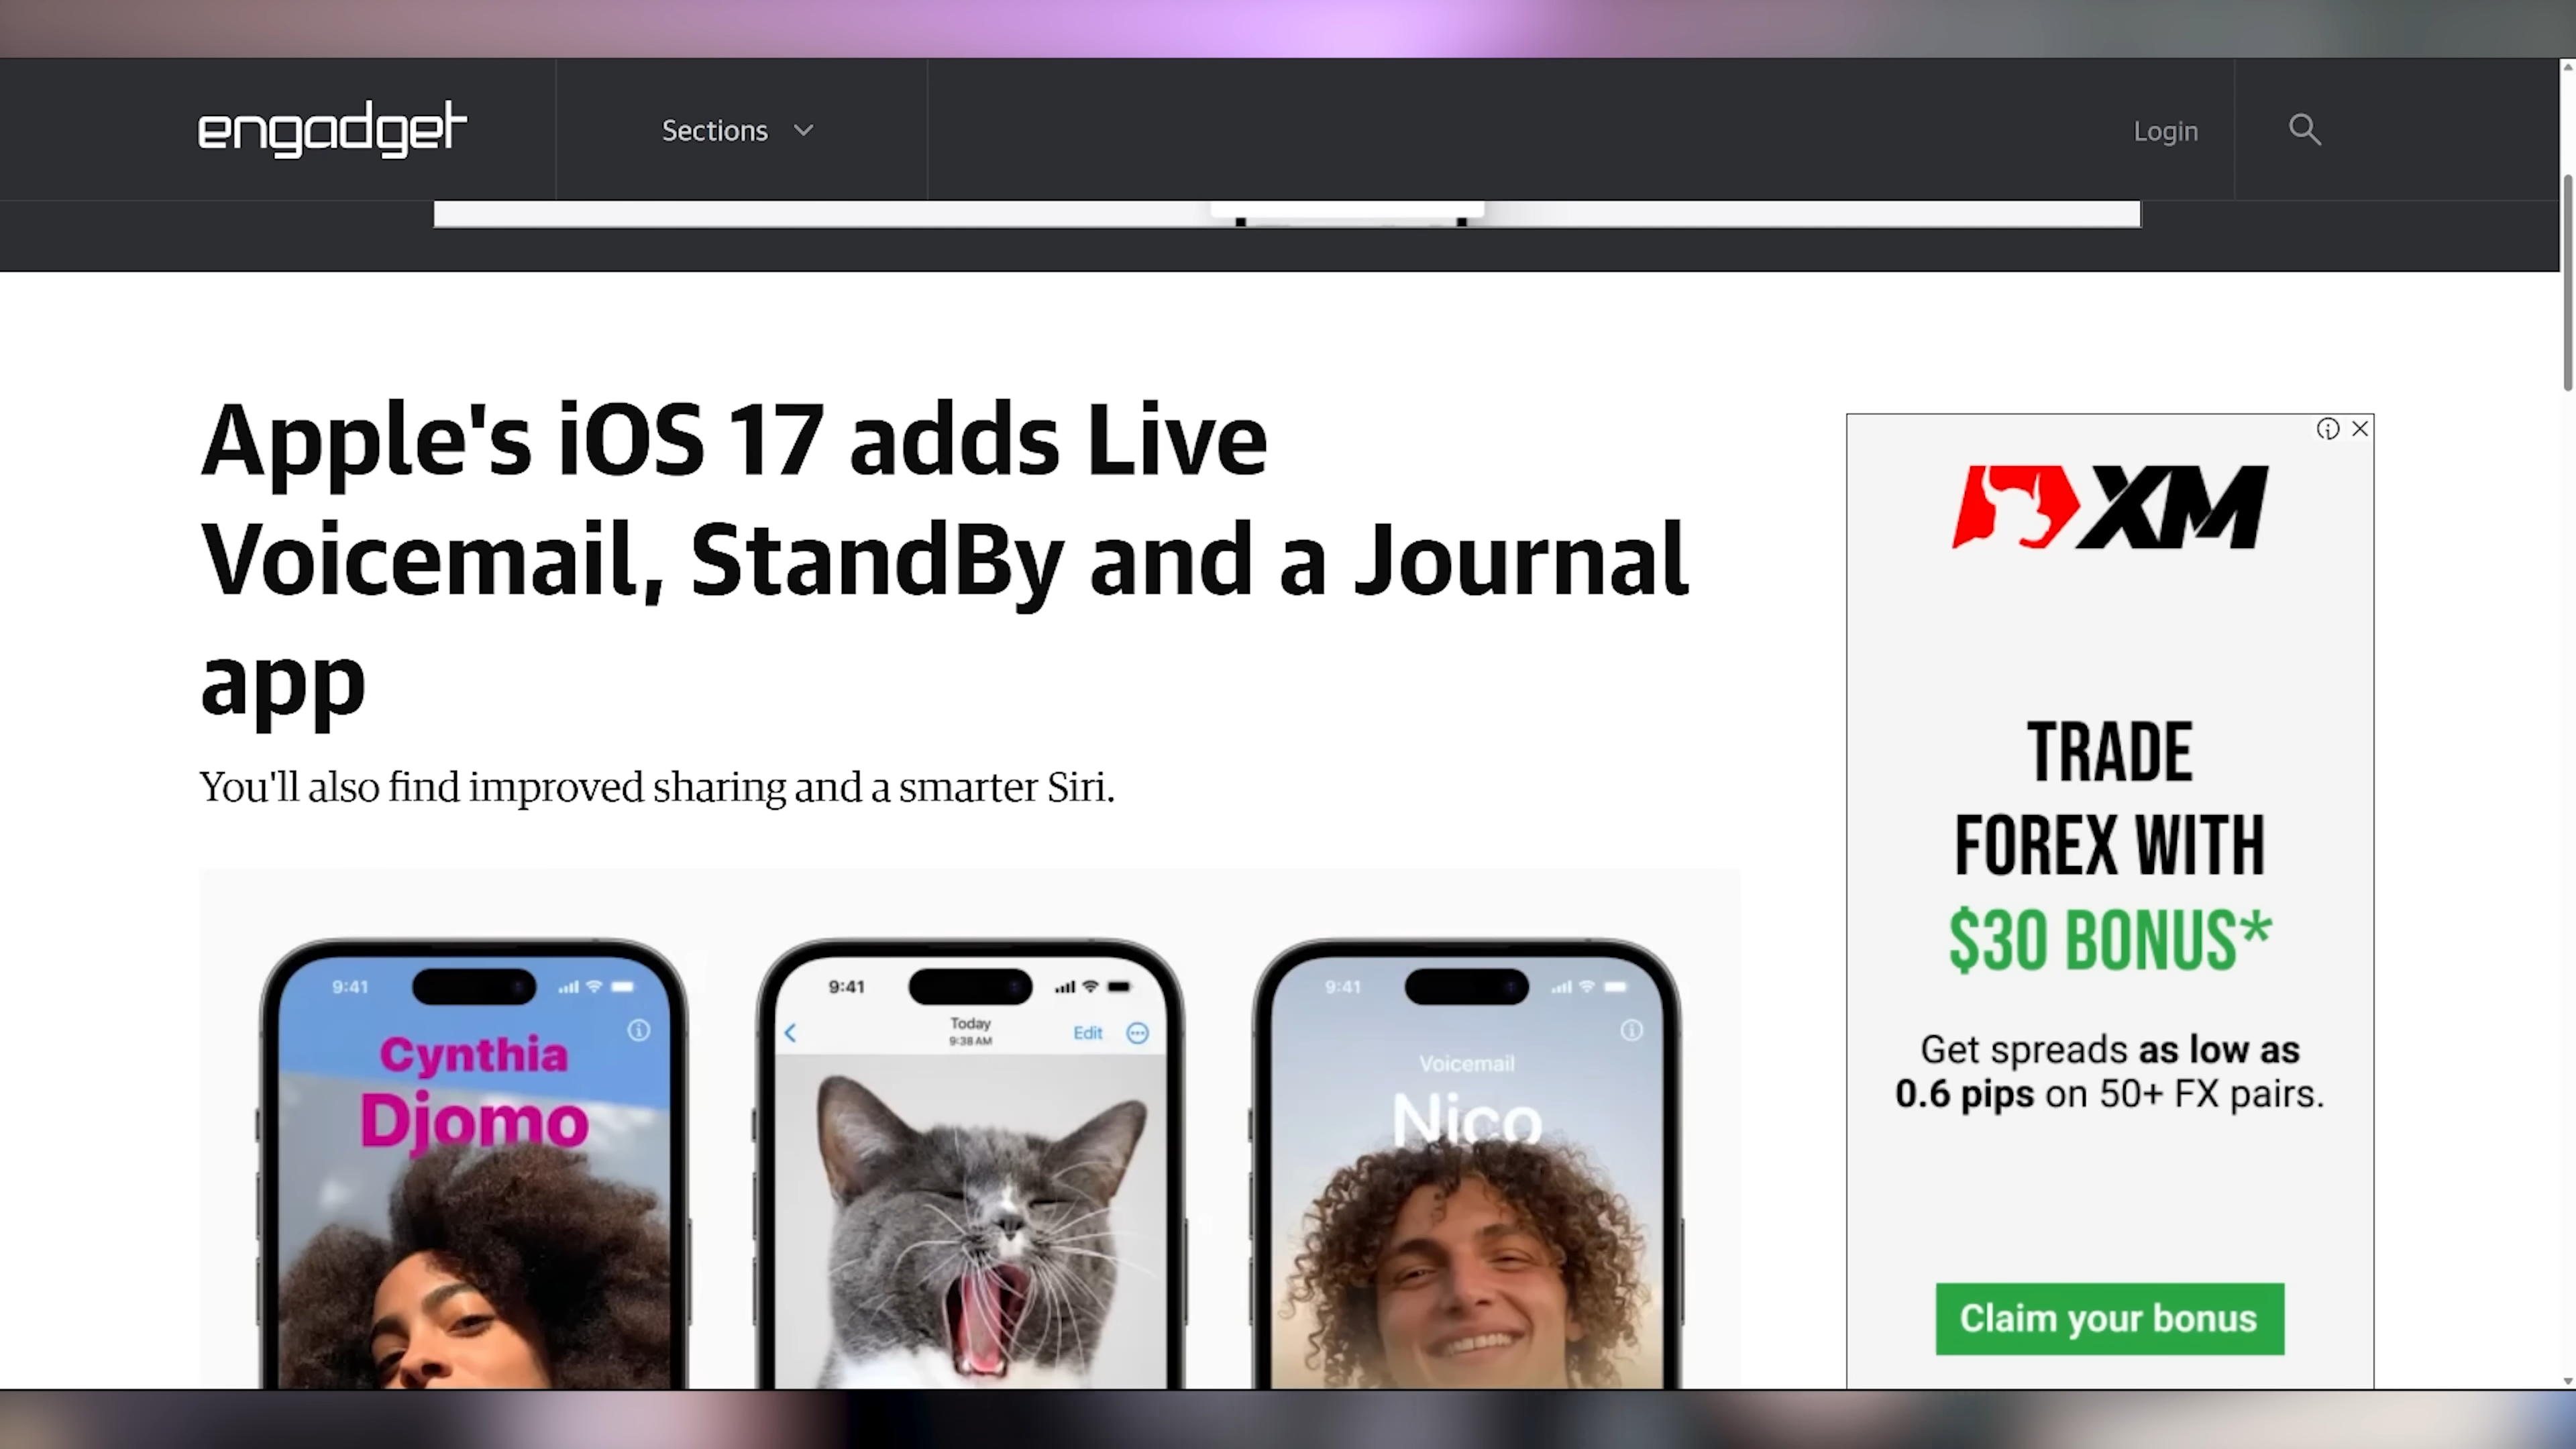 engadget
Sections
Login
Apple's iOS 17 adds Live
Voicemail, StandBy and a Journal
app
You'll also find improved sharing and a smarter Siri.
9:41
Cynthia
Djomo
9:41
Today
9:38 AM
Edit
9:41
Voicemail
Nico
XM
TRADE
FOREX WITH
$30 BONUS*
Get spreads as low as
0.6 pips on 50+ FX pairs.
Claim your bonus